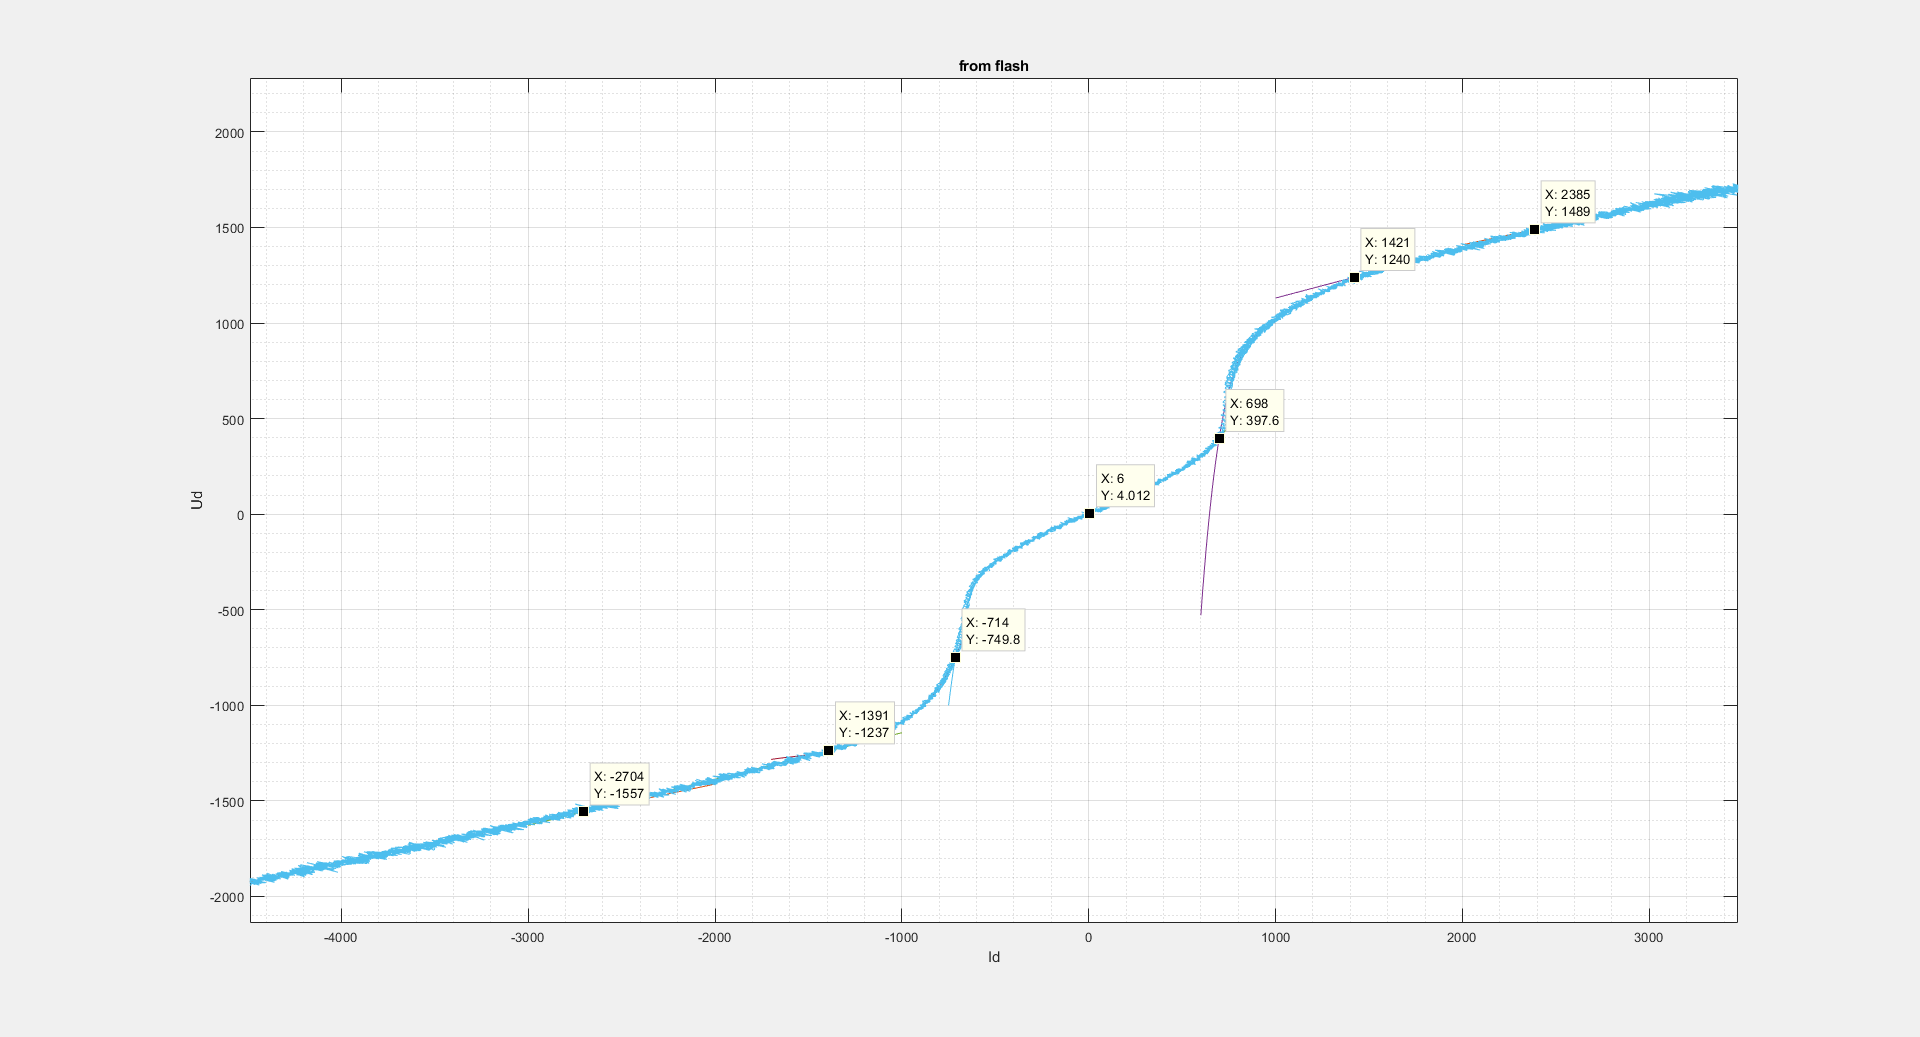 from flash
2000
1500
1000
500
0
-500
-1000
-1500
-2000
Ud
X: 2385
Y: 1489
X: 1421
Y: 1240
X: 698
Y: 397.6
X: 6
Y: 4.012
X: -714
Y: -749.8
X: -1391
Y: -1237
X: -2704
Y: -1557
-4000
-3000
-2000
-1000
0
1000
2000
3000
Id